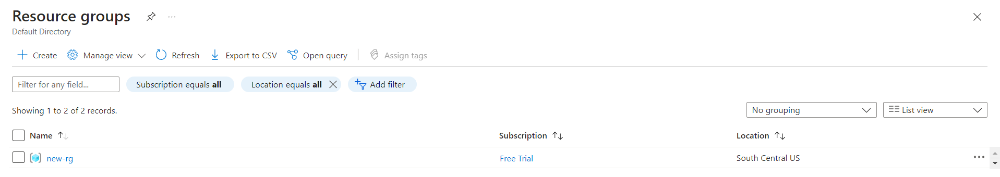 Resource groups
Default Directory
Create Manage view Refresh Export to CSV Open query Assign tags
Filter for any field... Subscription equals all Location equals all Add filter
Showing 1 to 2 of 2 records. No grouping List view
Name Subscription Location
new-rg Free Trial South Central US